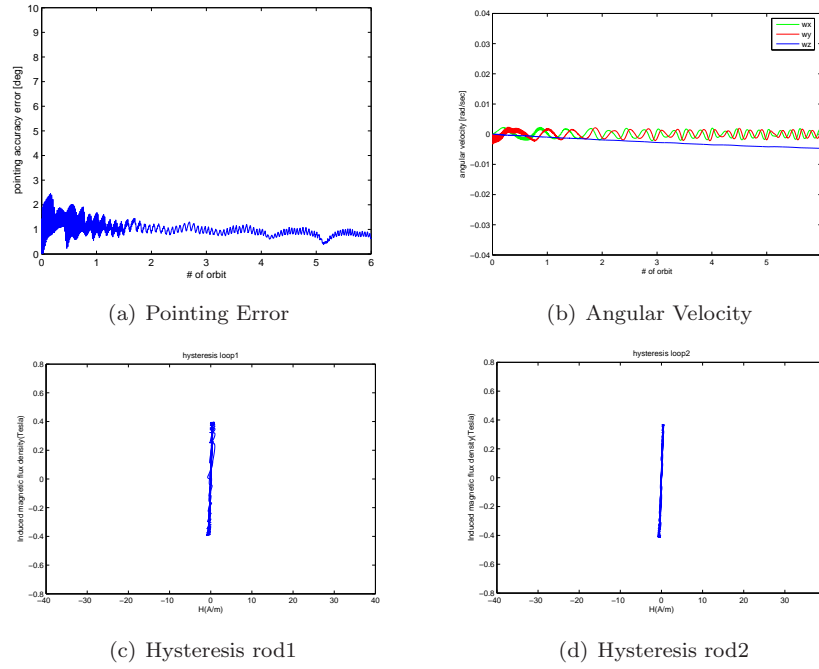 10
9
8
7
6
5
4
3
2
1
0
pointing accuracy error [deg]
0 1 2 3 4 5 6
# of orbit
(a) Pointing Error
0.04
0.03
0.02
0.01
0
−0.01
−0.02
−0.03
−0.04
angular velocity [rad/sec]
wx
wy
wz
0 1 2 3 4 5
# of orbit
(b) Angular Velocity
hysteresis loop1
0.8
0.6
0.4
0.2
0
−0.2
−0.4
−0.6
−0.8
Induced magnetic flux density(Tesla)
−40 −30 −20 −10 0 10 20 30 40
H(A/m)
(c) Hysteresis rod1
hysteresis loop2
0.8
0.6
0.4
0.2
0
−0.2
−0.4
−0.6
−0.8
Induced magnetic flux density(Tesla)
−40 −30 −20 −10 0 10 20 30
H(A/m)
(d) Hysteresis rod2